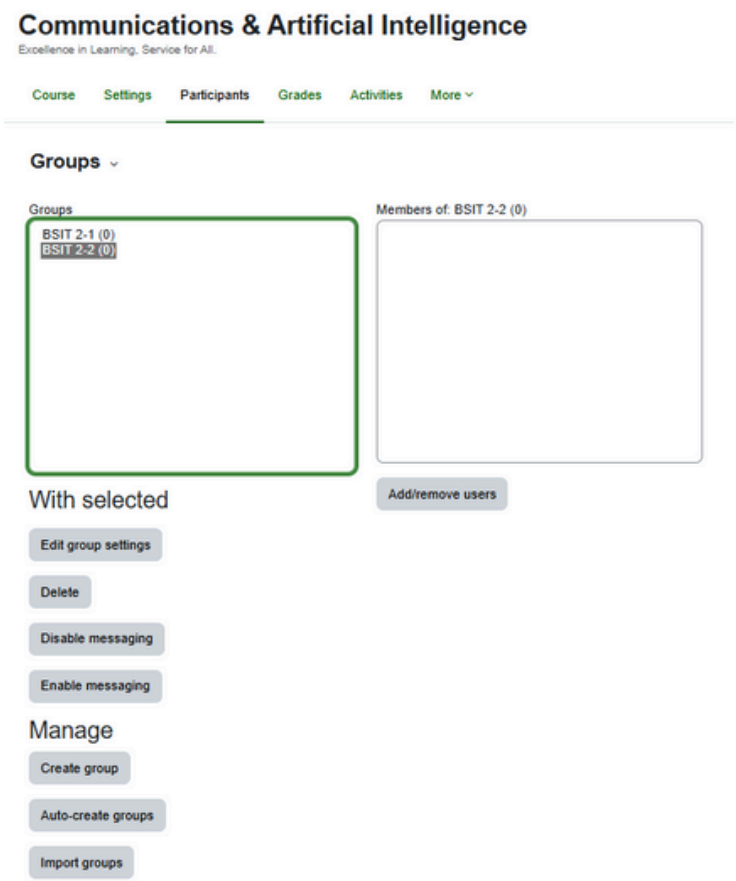 Communications & Artificial Intelligence
Excellence in Learning, Service for All.
Course Settings Participants Grades Activities More
Groups
Groups
BSIT 2-1 (0)
BSIT 2-2 (0)
Members of: BSIT 2-2 (0)
Add/remove users
With selected
Edit group settings
Delete
Disable messaging
Enable messaging
Manage
Create group
Auto-create groups
Import groups